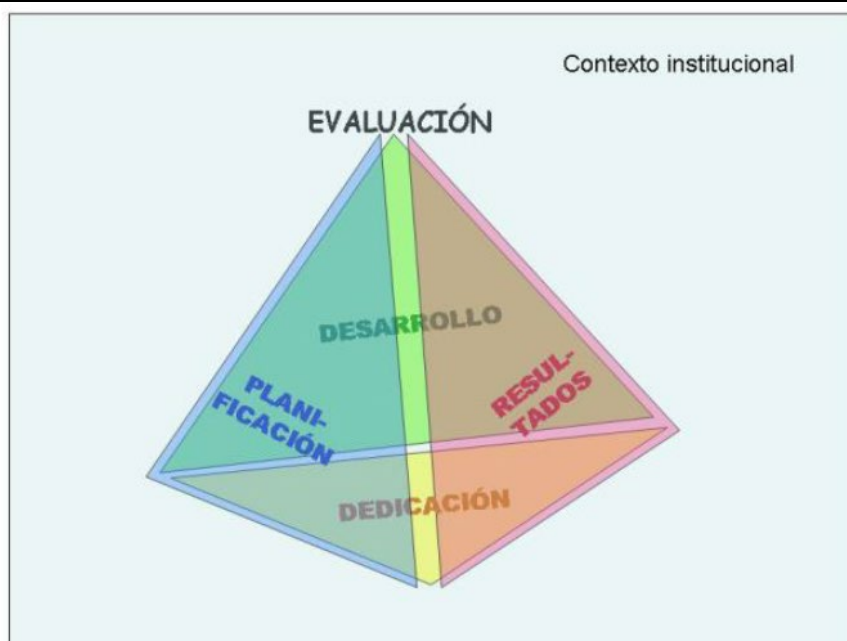 Contexto institucional
EVALUACIÓN
DESARROLLO
PLANI-
FICACIÓN
RESUL-
TADOS
DEDICACIÓN